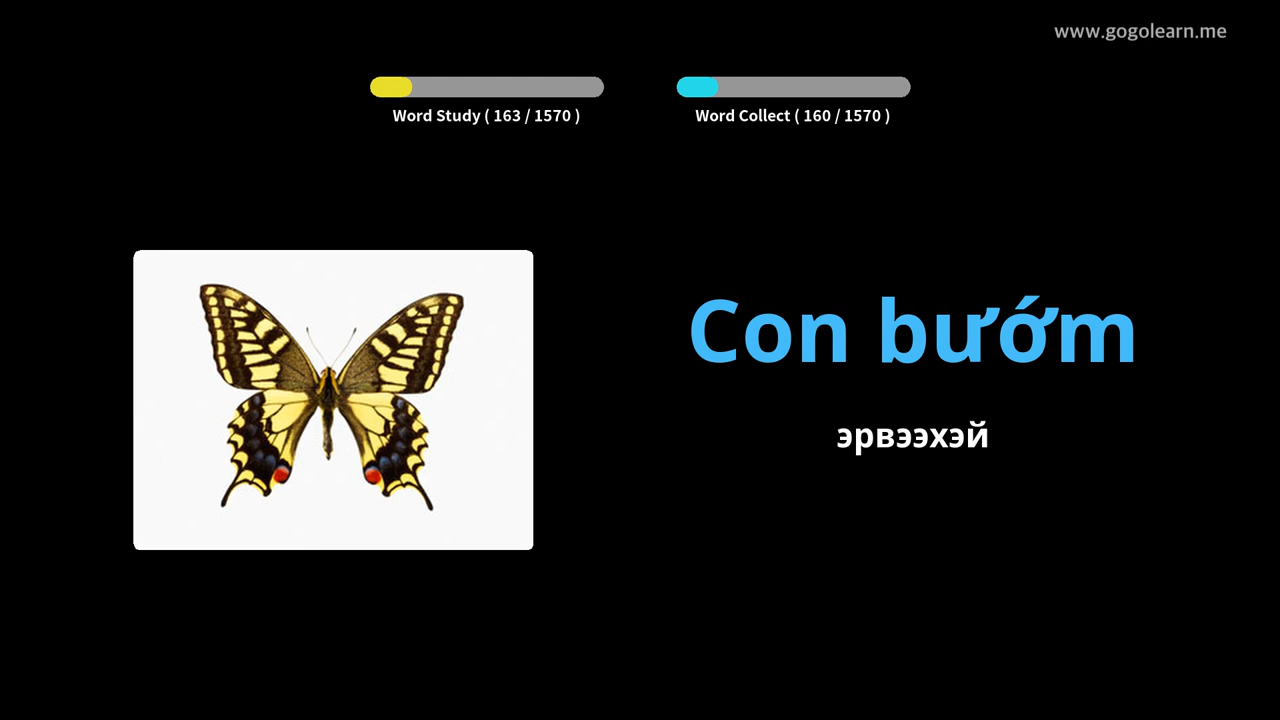 www.gogolearn.me
Word Study ( 163 / 1570 )
Word Collect ( 160 / 1570 )
Con bướm
эрвээхэй